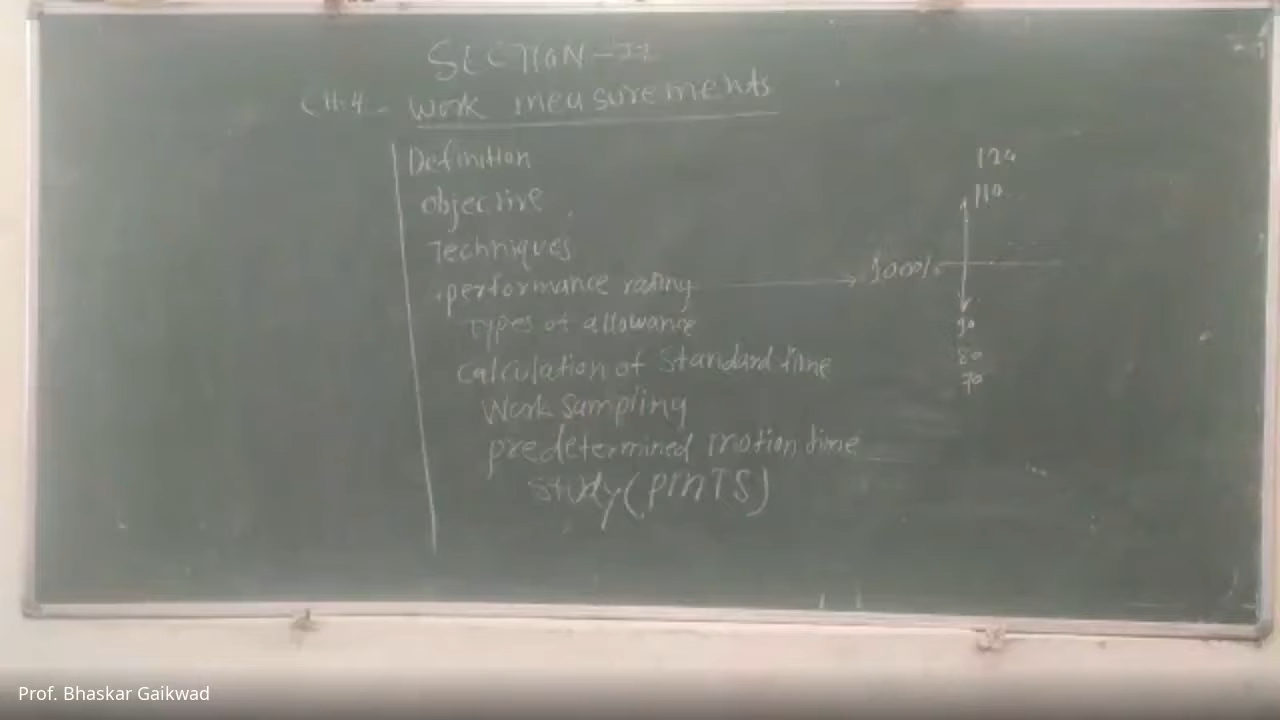 SECTION-II
CH:4 - Work measurements
Definition
objective
Techniques
performance rating → 100%
Types of allowance
calculation of Standard time
Work Sampling
predetermined motion time
study (PMTS)
120
110
90
80
70
Prof. Bhaskar Gaikwad